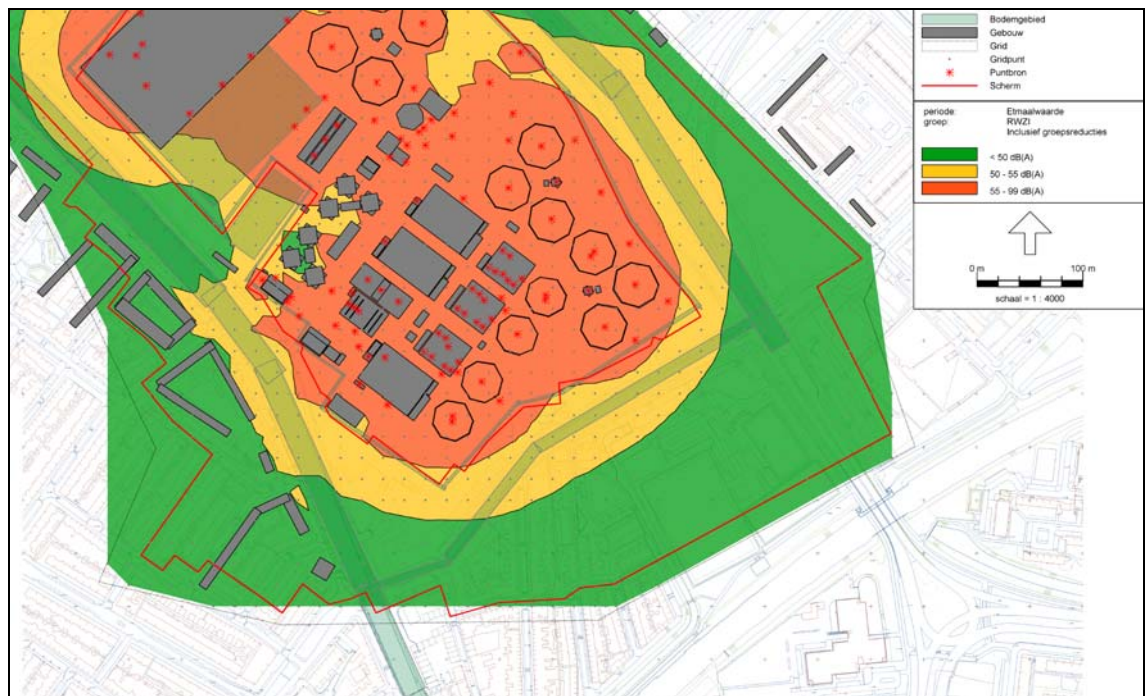 Bodemgebied
Gebouw
Grid
Gridpunt
Puntbron
Scherm
periode: Etmaalwaarde
groep: RWZI
Inclusief groepsreducties
< 50 dB(A)
50 - 55 dB(A)
55 - 99 dB(A)
0 m 100 m
schaal = 1 : 4000